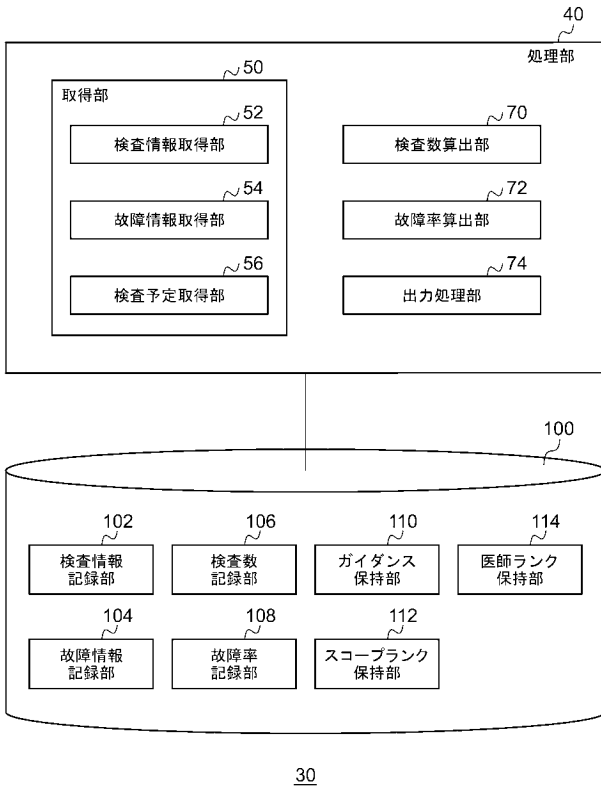 40
処理部
50
取得部
52
検査情報取得部
70
検査数算出部
54
故障情報取得部
72
故障率算出部
56
検査予定取得部
74
出力処理部
100
102
検査情報
記録部
106
検査数
記録部
110
ガイダンス
保持部
114
医師ランク
保持部
104
故障情報
記録部
108
故障率
記録部
112
スコープランク
保持部
30